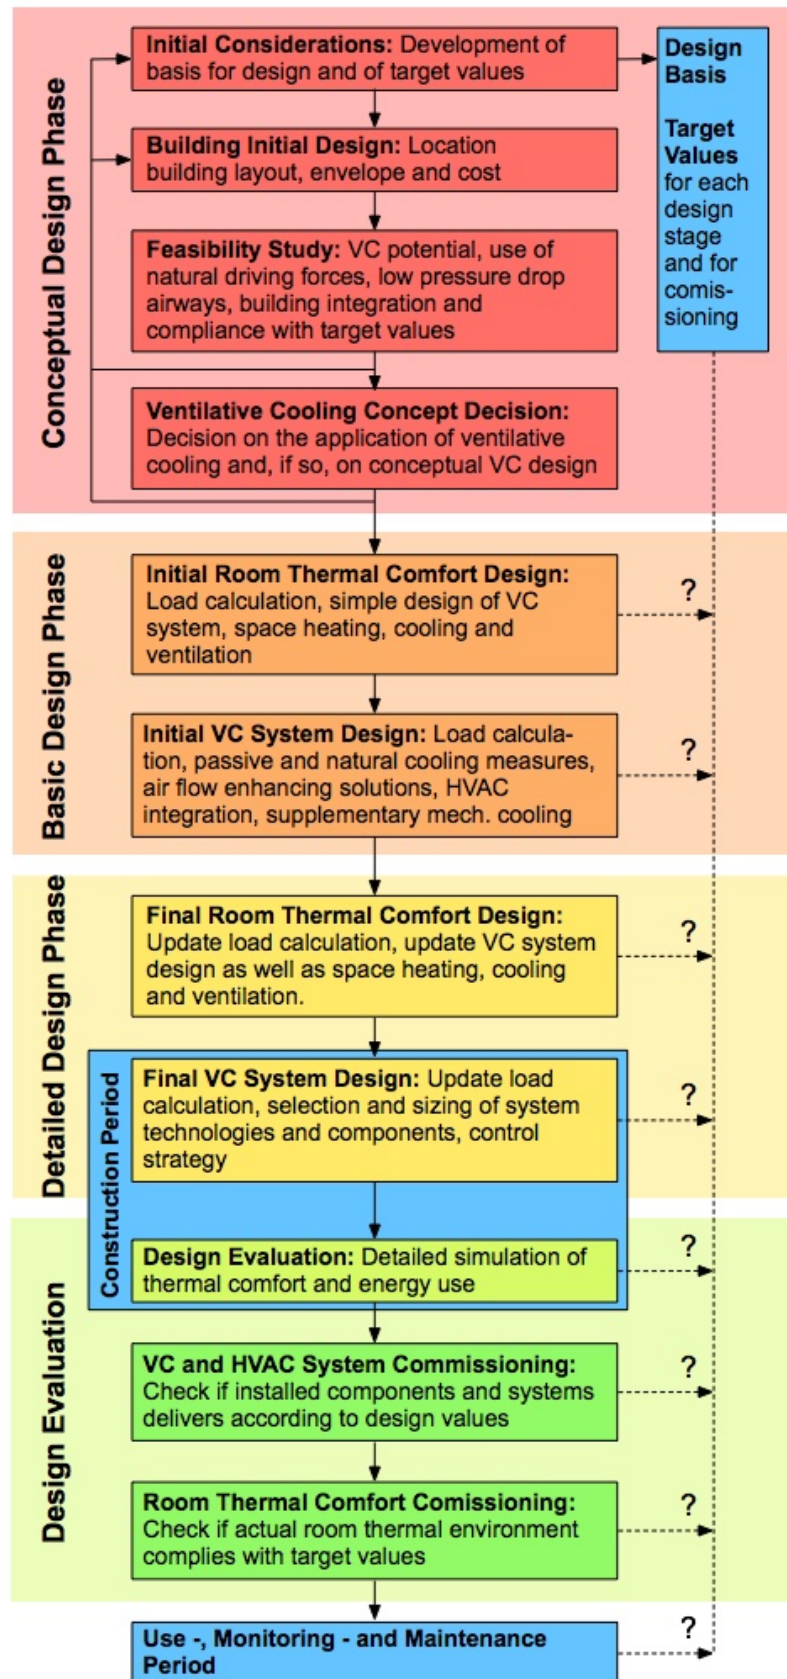 Conceptual Design Phase
Initial Considerations: Development of
basis for design and of target values
Building Initial Design: Location
building layout, envelope and cost
Feasibility Study: VC potential, use of
natural driving forces, low pressure drop
airways, building integration and
compliance with target values
Ventilative Cooling Concept Decision:
Decision on the application of ventilative
cooling and, if so, on conceptual VC design
Design
Basis
Target
Values
for each
design
stage
and for
comis-
sioning
Basic Design Phase
Initial Room Thermal Comfort Design:
Load calculation, simple design of VC
system, space heating, cooling and
ventilation
?
Initial VC System Design: Load calcula-
tion, passive and natural cooling measures,
air flow enhancing solutions, HVAC
integration, supplementary mech. cooling
?
Detailed Design Phase
Final Room Thermal Comfort Design:
Update load calculation, update VC system
design as well as space heating, cooling
and ventilation.
?
Construction Period
Final VC System Design: Update load
calculation, selection and sizing of system
technologies and components, control
strategy
?
Design Evaluation
Design Evaluation: Detailed simulation of
thermal comfort and energy use
?
VC and HVAC System Commissioning:
Check if installed components and systems
delivers according to design values
?
Room Thermal Comfort Comissioning:
Check if actual room thermal environment
complies with target values
?
Use -, Monitoring - and Maintenance
Period
?